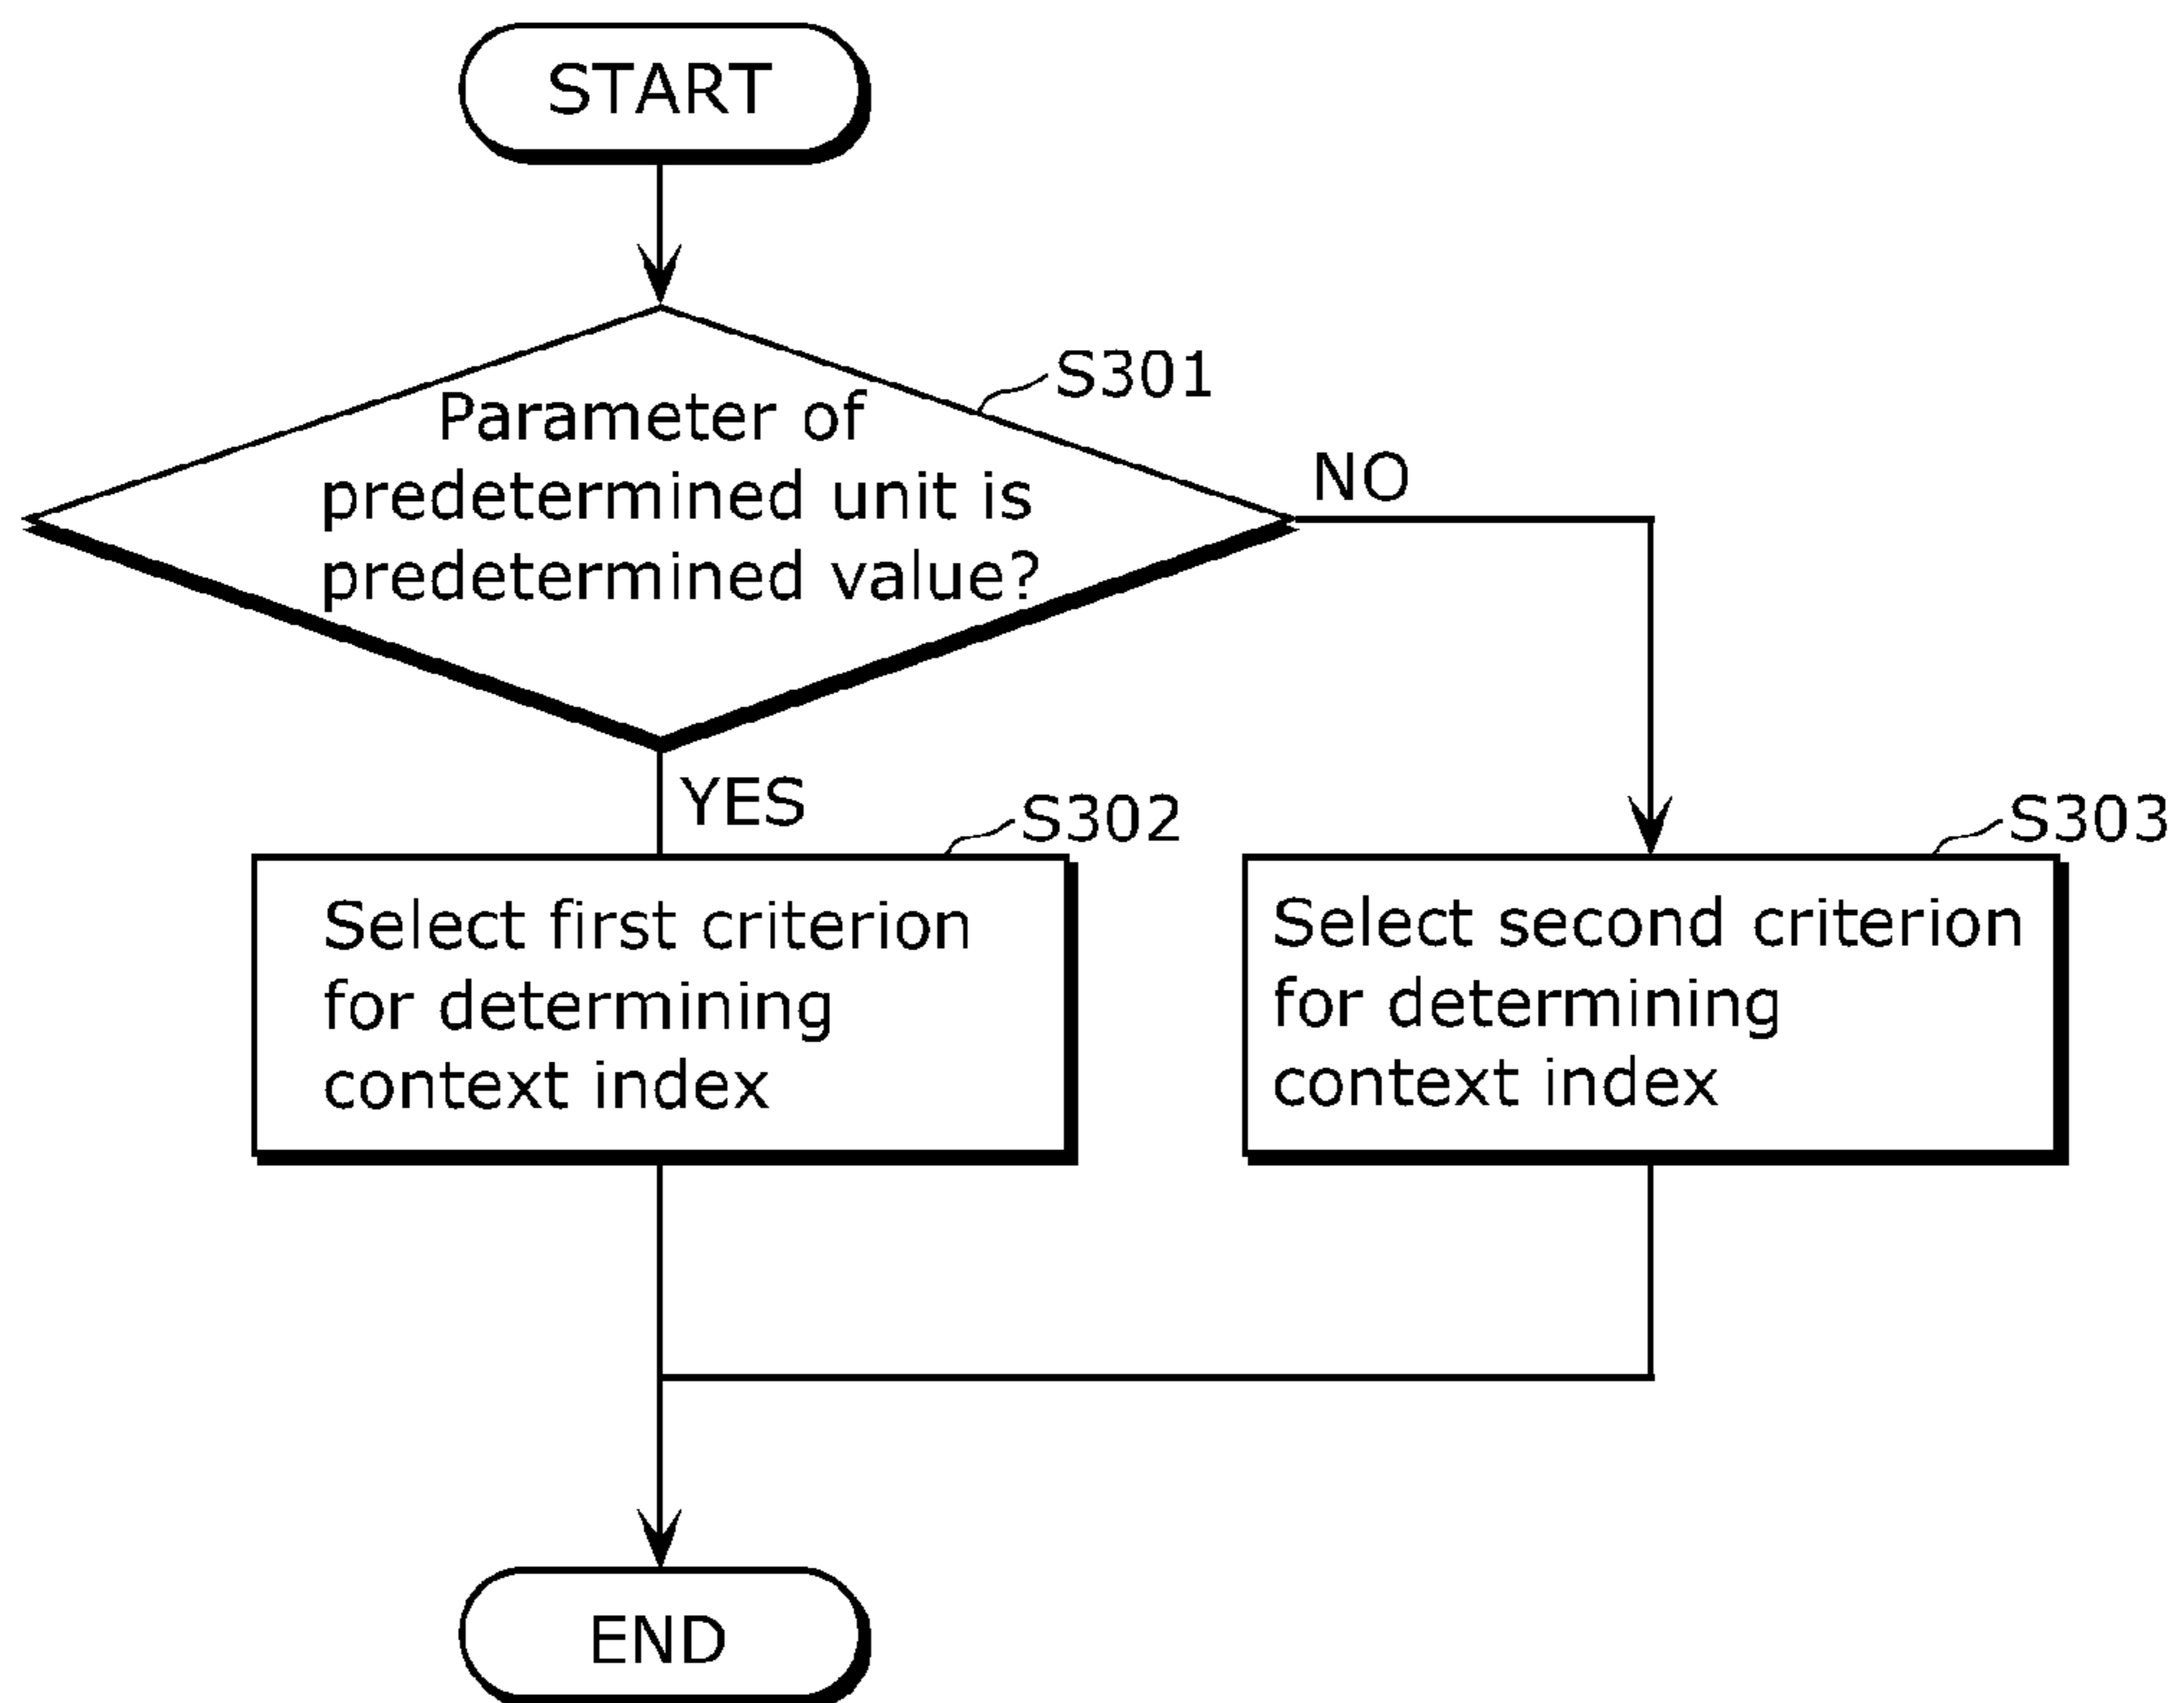 START
S301
Parameter of
predetermined unit is
predetermined value?
NO
YES
S302
Select first criterion
for determining
context index
S303
Select second criterion
for determining
context index
END